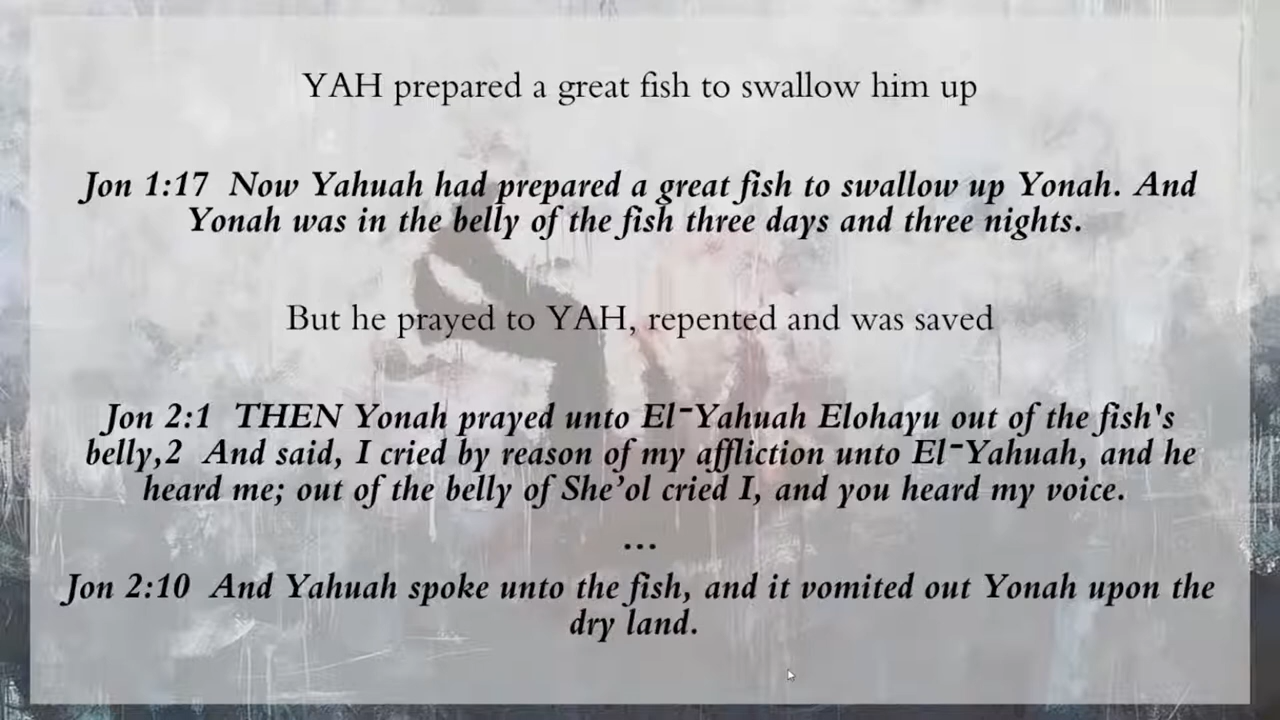 YAH prepared a great fish to swallow him up
Jon 1:17 Now Yahuah had prepared a great fish to swallow up Yonah. And
Yonah was in the belly of the fish three days and three nights.
But he prayed to YAH, repented and was saved
Jon 2:1 THEN Yonah prayed unto El-Yahuah Elohayu out of the fish's
belly,2 And said, I cried by reason of my affliction unto El-Yahuah, and he
heard me; out of the belly of She’ol cried I, and you heard my voice.
...
Jon 2:10 And Yahuah spoke unto the fish, and it vomited out Yonah upon the
dry land.